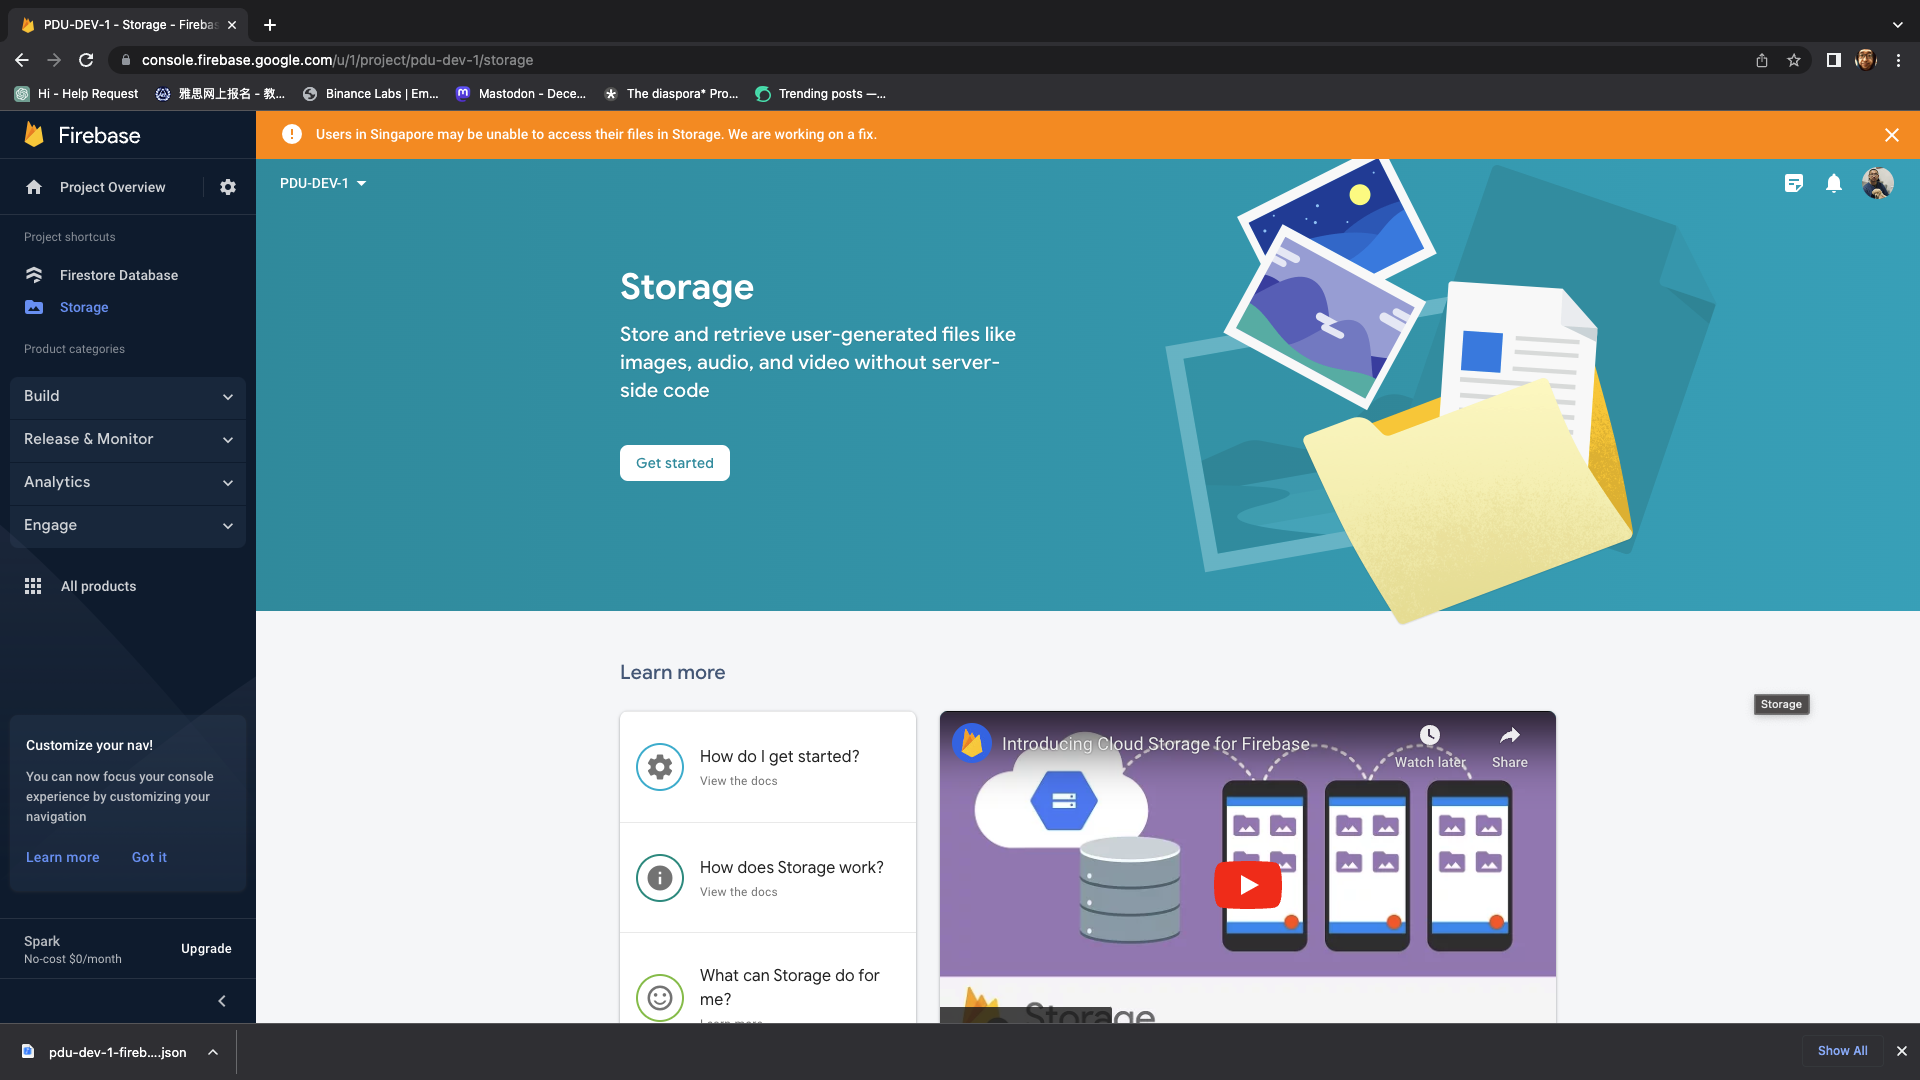 PDU-DEV-1 - Storage - Firebas
console.firebase.google.com/u/1/project/pdu-dev-1/storage
Hi - Help Request
雅思网上报名 - 教...
Binance Labs | Em...
Mastodon - Dece...
The diaspora* Pro...
Trending posts —...
Firebase
Users in Singapore may be unable to access their files in Storage. We are working on a fix.
Project Overview
PDU-DEV-1
Project shortcuts
Firestore Database
Storage
Product categories
Build
Release & Monitor
Analytics
Engage
All products
Customize your nav!
You can now focus your console
experience by customizing your
navigation
Learn more
Got it
Spark
No-cost $0/month
Upgrade
Storage
Store and retrieve user-generated files like
images, audio, and video without server-
side code
Get started
Learn more
How do I get started?
View the docs
How does Storage work?
View the docs
What can Storage do for
me?
Learn more
Introducing Cloud Storage for Firebase
Watch later
Share
Storage
Storage
pdu-dev-1-fireb....json
Show All